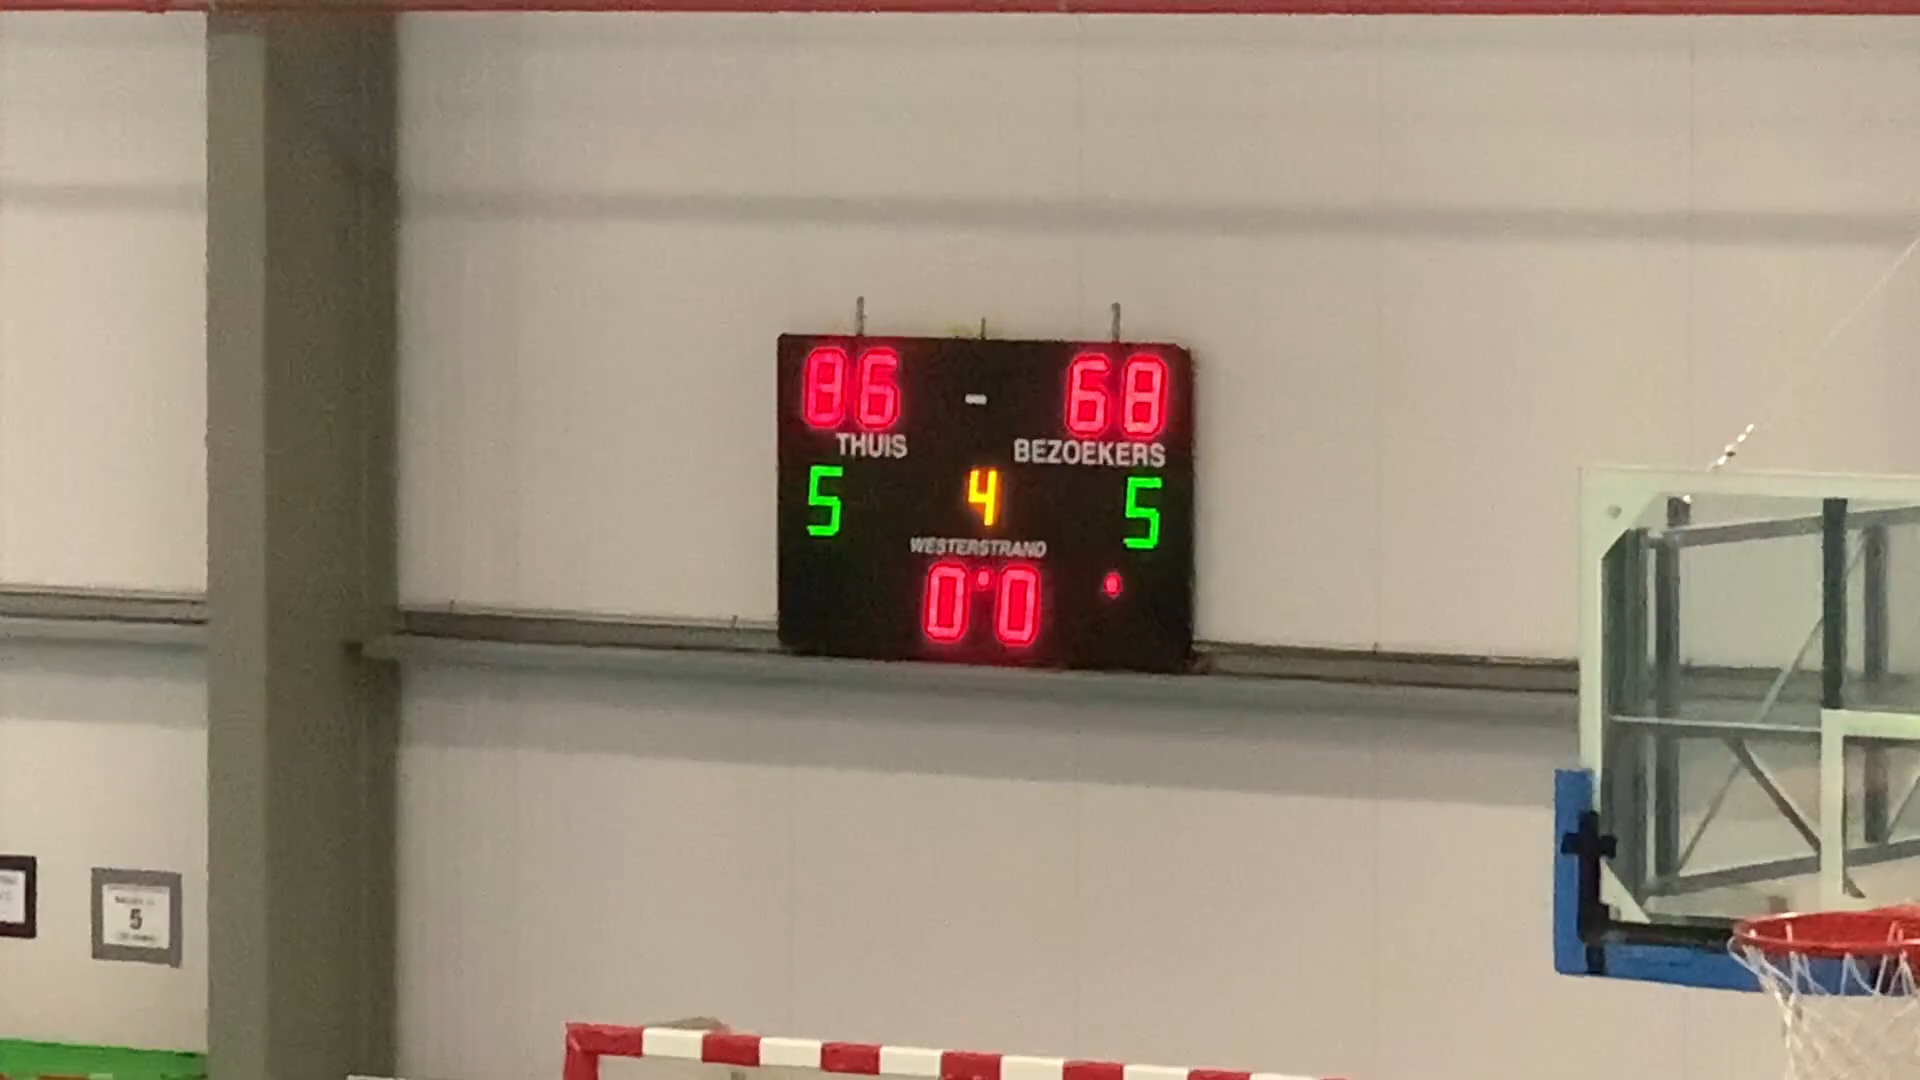 86 - 68
THUIS BEZOEKERS
5 4 5
WESTERSTRAND
0:0
5